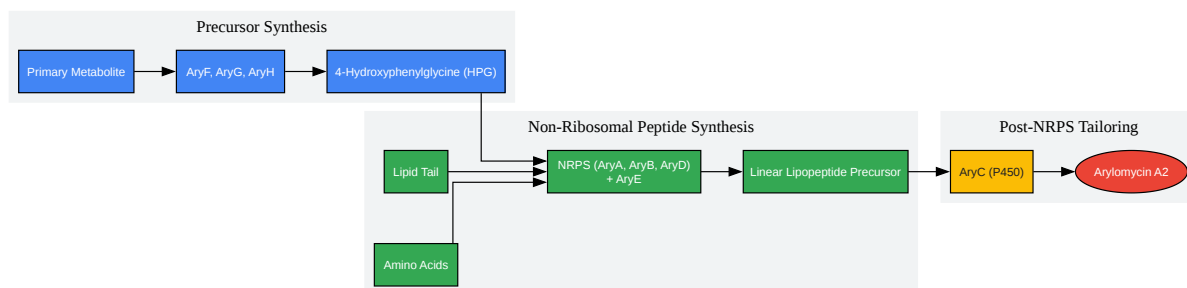 Precursor Synthesis
Primary Metabolite
AryF, AryG, AryH
4-Hydroxyphenylglycine (HPG)
Non-Ribosomal Peptide Synthesis
Lipid Tail
NRPS (AryA, AryB, AryD)
+ AryE
Linear Lipopeptide Precursor
Amino Acids
Post-NRPS Tailoring
AryC (P450)
Arylomycin A2